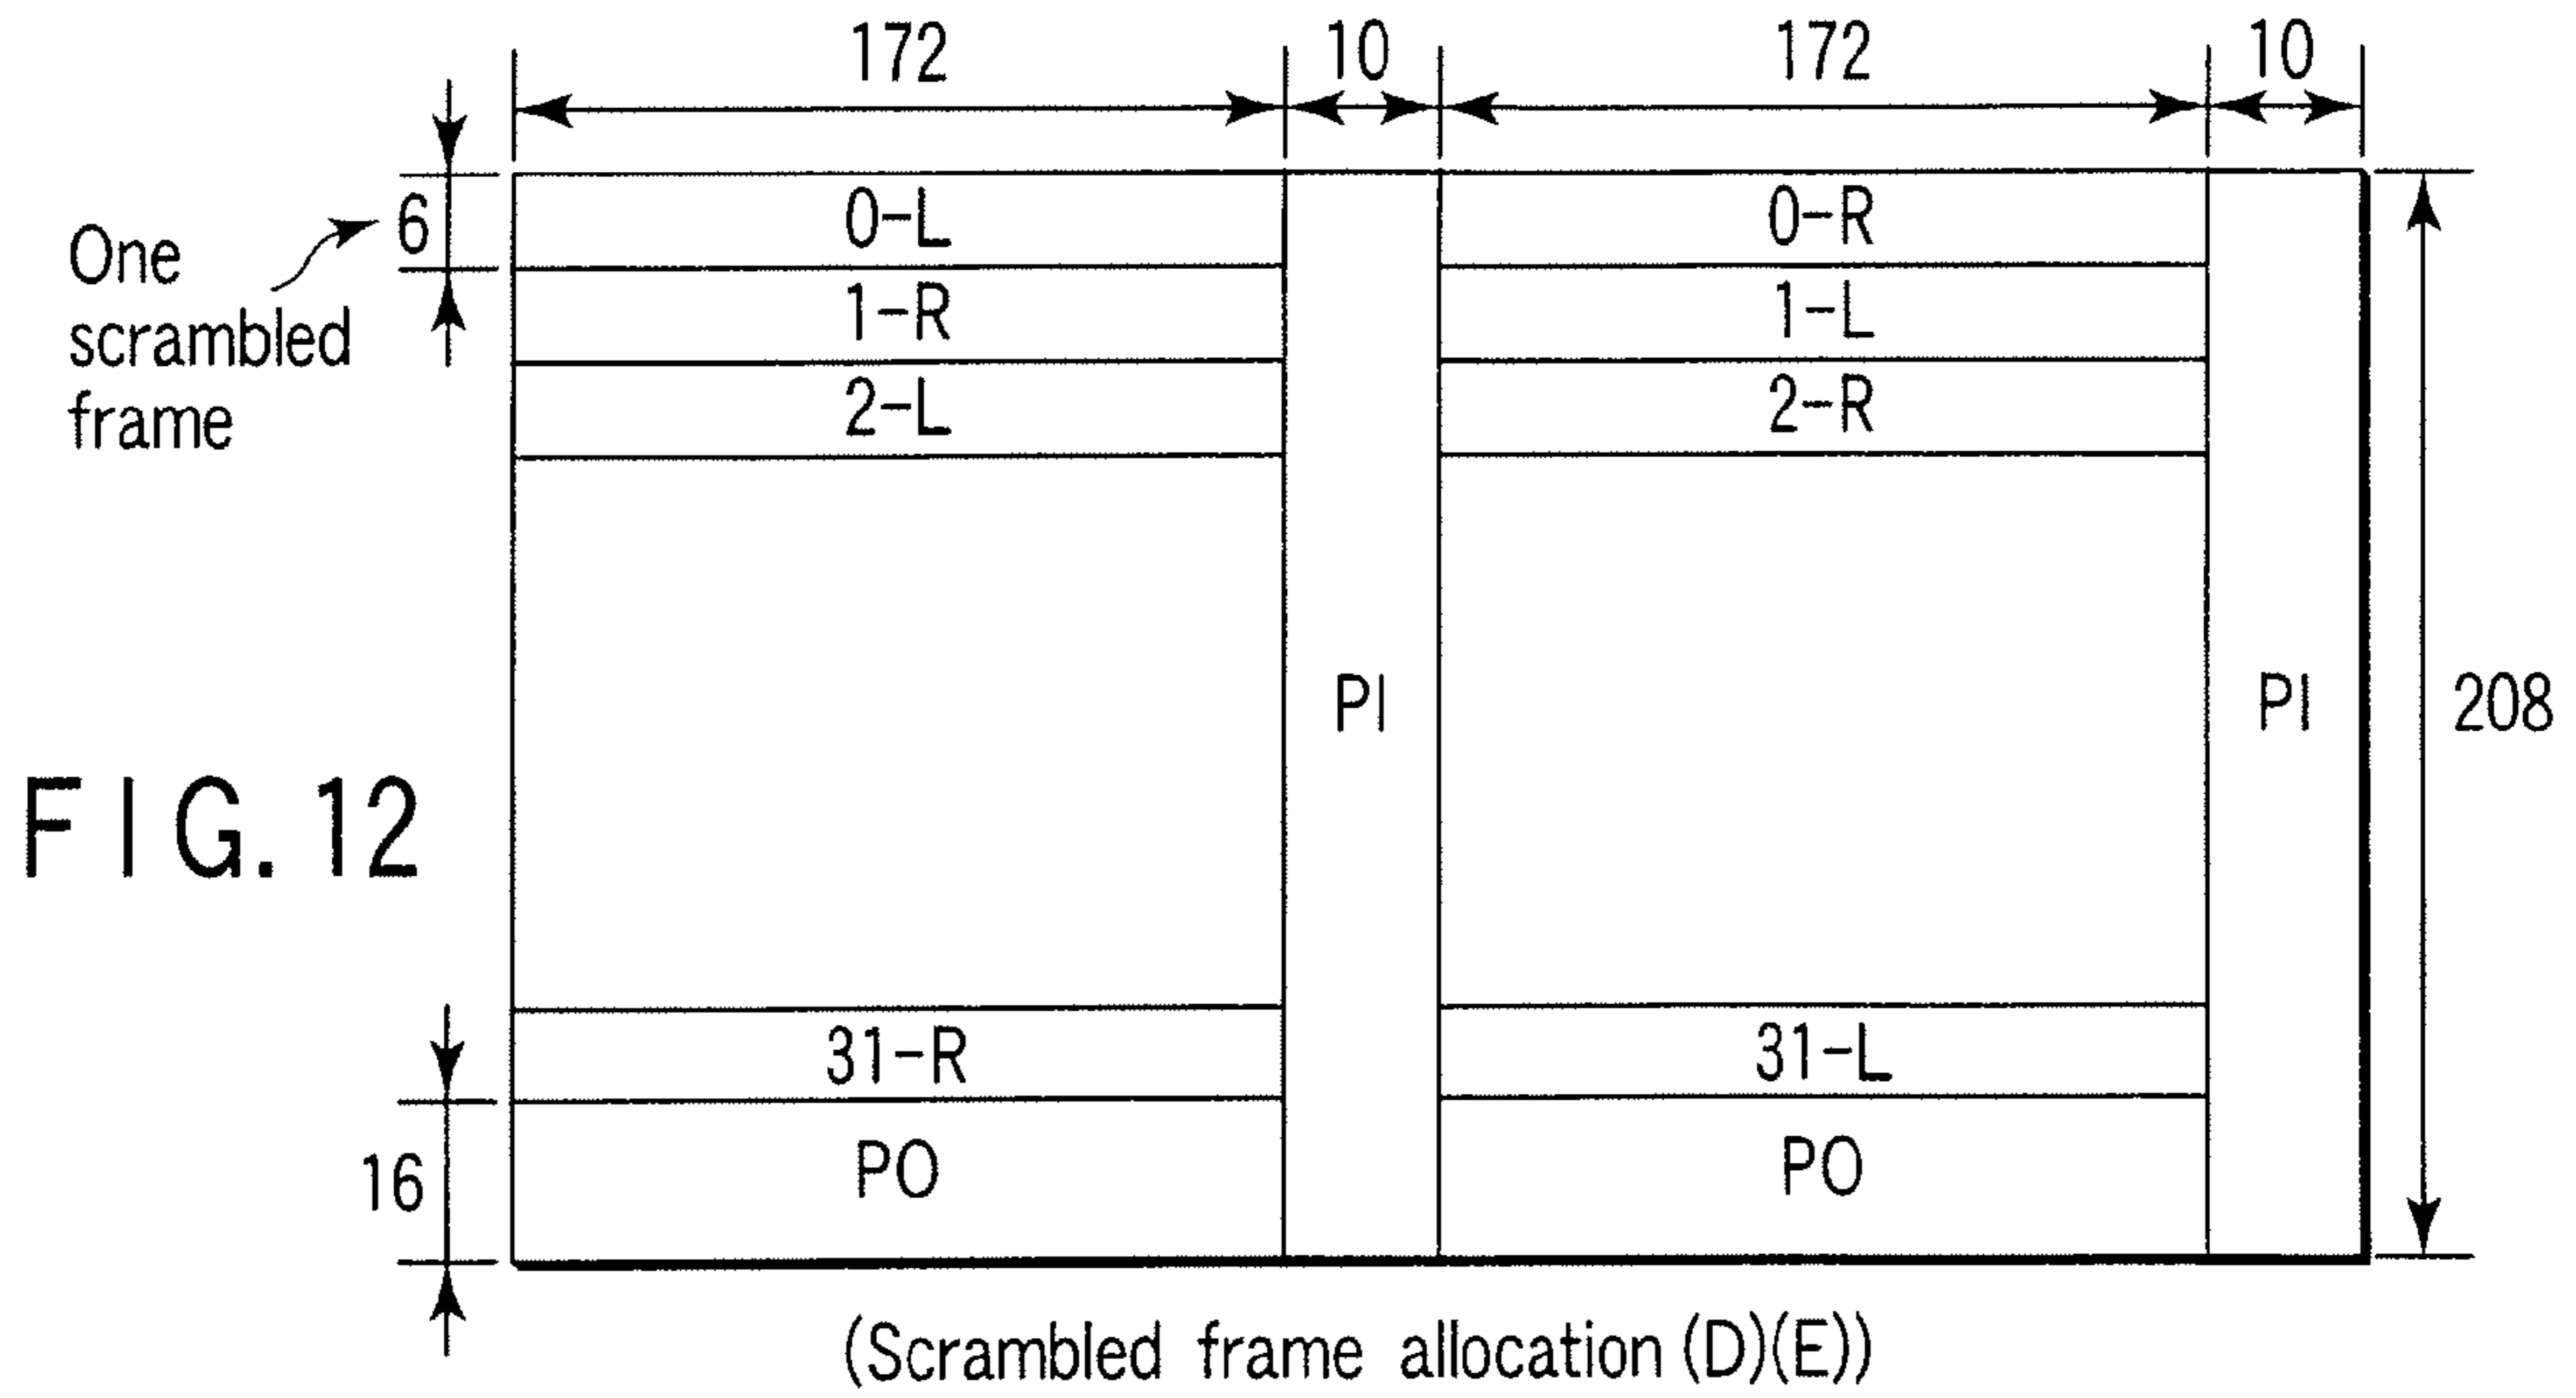 172 10 172 10
6
One
scrambled
frame
0-L 0-R
1-R 1-L
2-L 2-R
PI PI
208
FIG. 12
31-R 31-L
16
PO PO
(Scrambled frame allocation (D)(E))